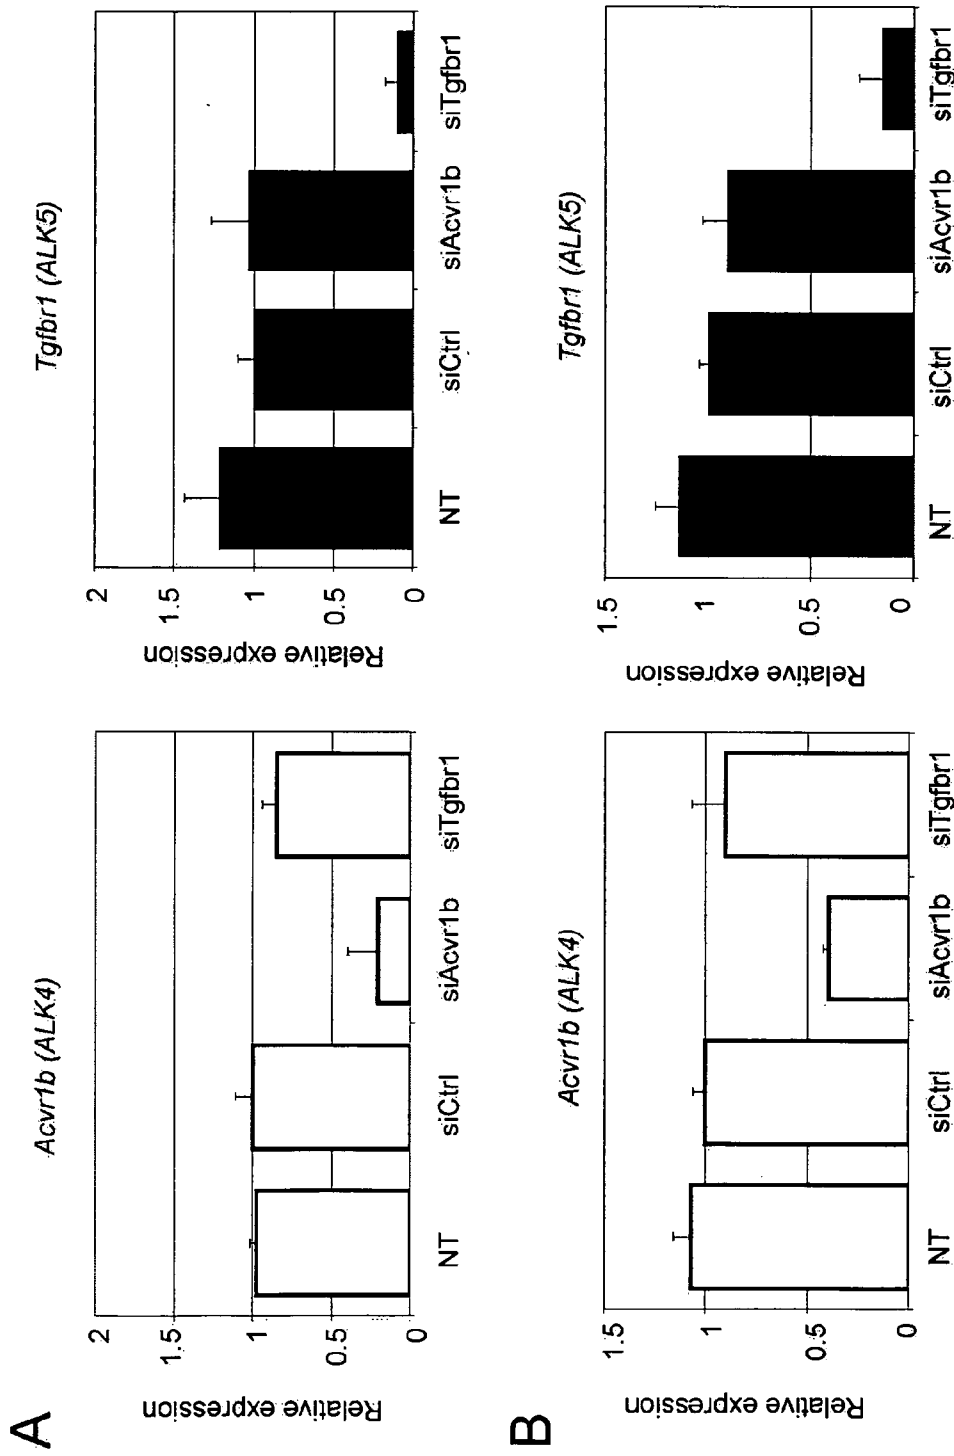 A
Acvr1b (ALK4)
Relative expression
2
1.5
1
0.5
0
NT
siCtrl
siAcvr1b
siTgfbr1
Tgfbr1 (ALK5)
Relative expression
2
1.5
1
0.5
0
NT
siCtrl
siAcvr1b
siTgfbr1
B
Acvr1b (ALK4)
Relative expression
1.5
1
0.5
0
NT
siCtrl
siAcvr1b
siTgfbr1
Tgfbr1 (ALK5)
Relative expression
1.5
1
0.5
0
NT
siCtrl
siAcvr1b
siTgfbr1